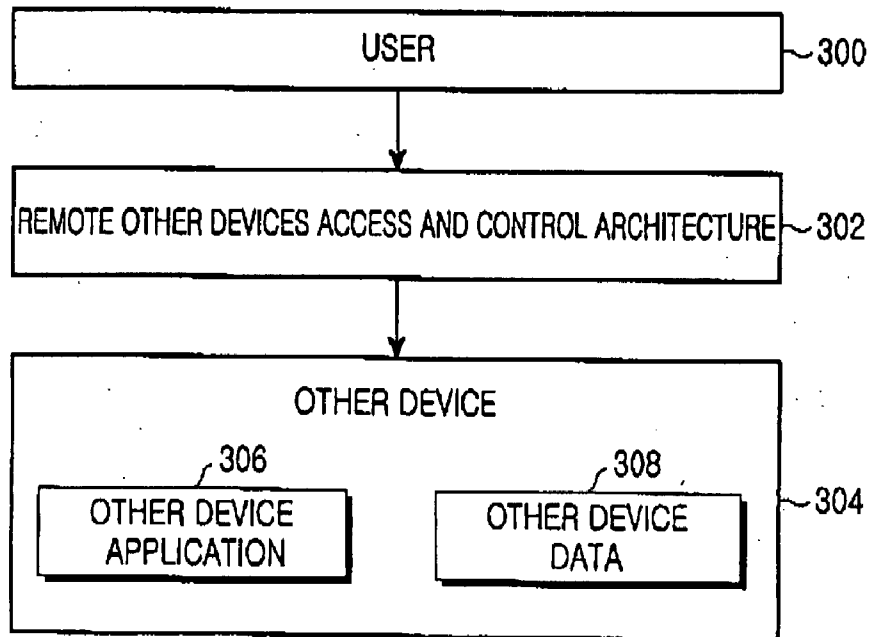 USER
300
REMOTE OTHER DEVICES ACCESS AND CONTROL ARCHITECTURE
302
OTHER DEVICE
306
308
OTHER DEVICE
APPLICATION
OTHER DEVICE
DATA
304